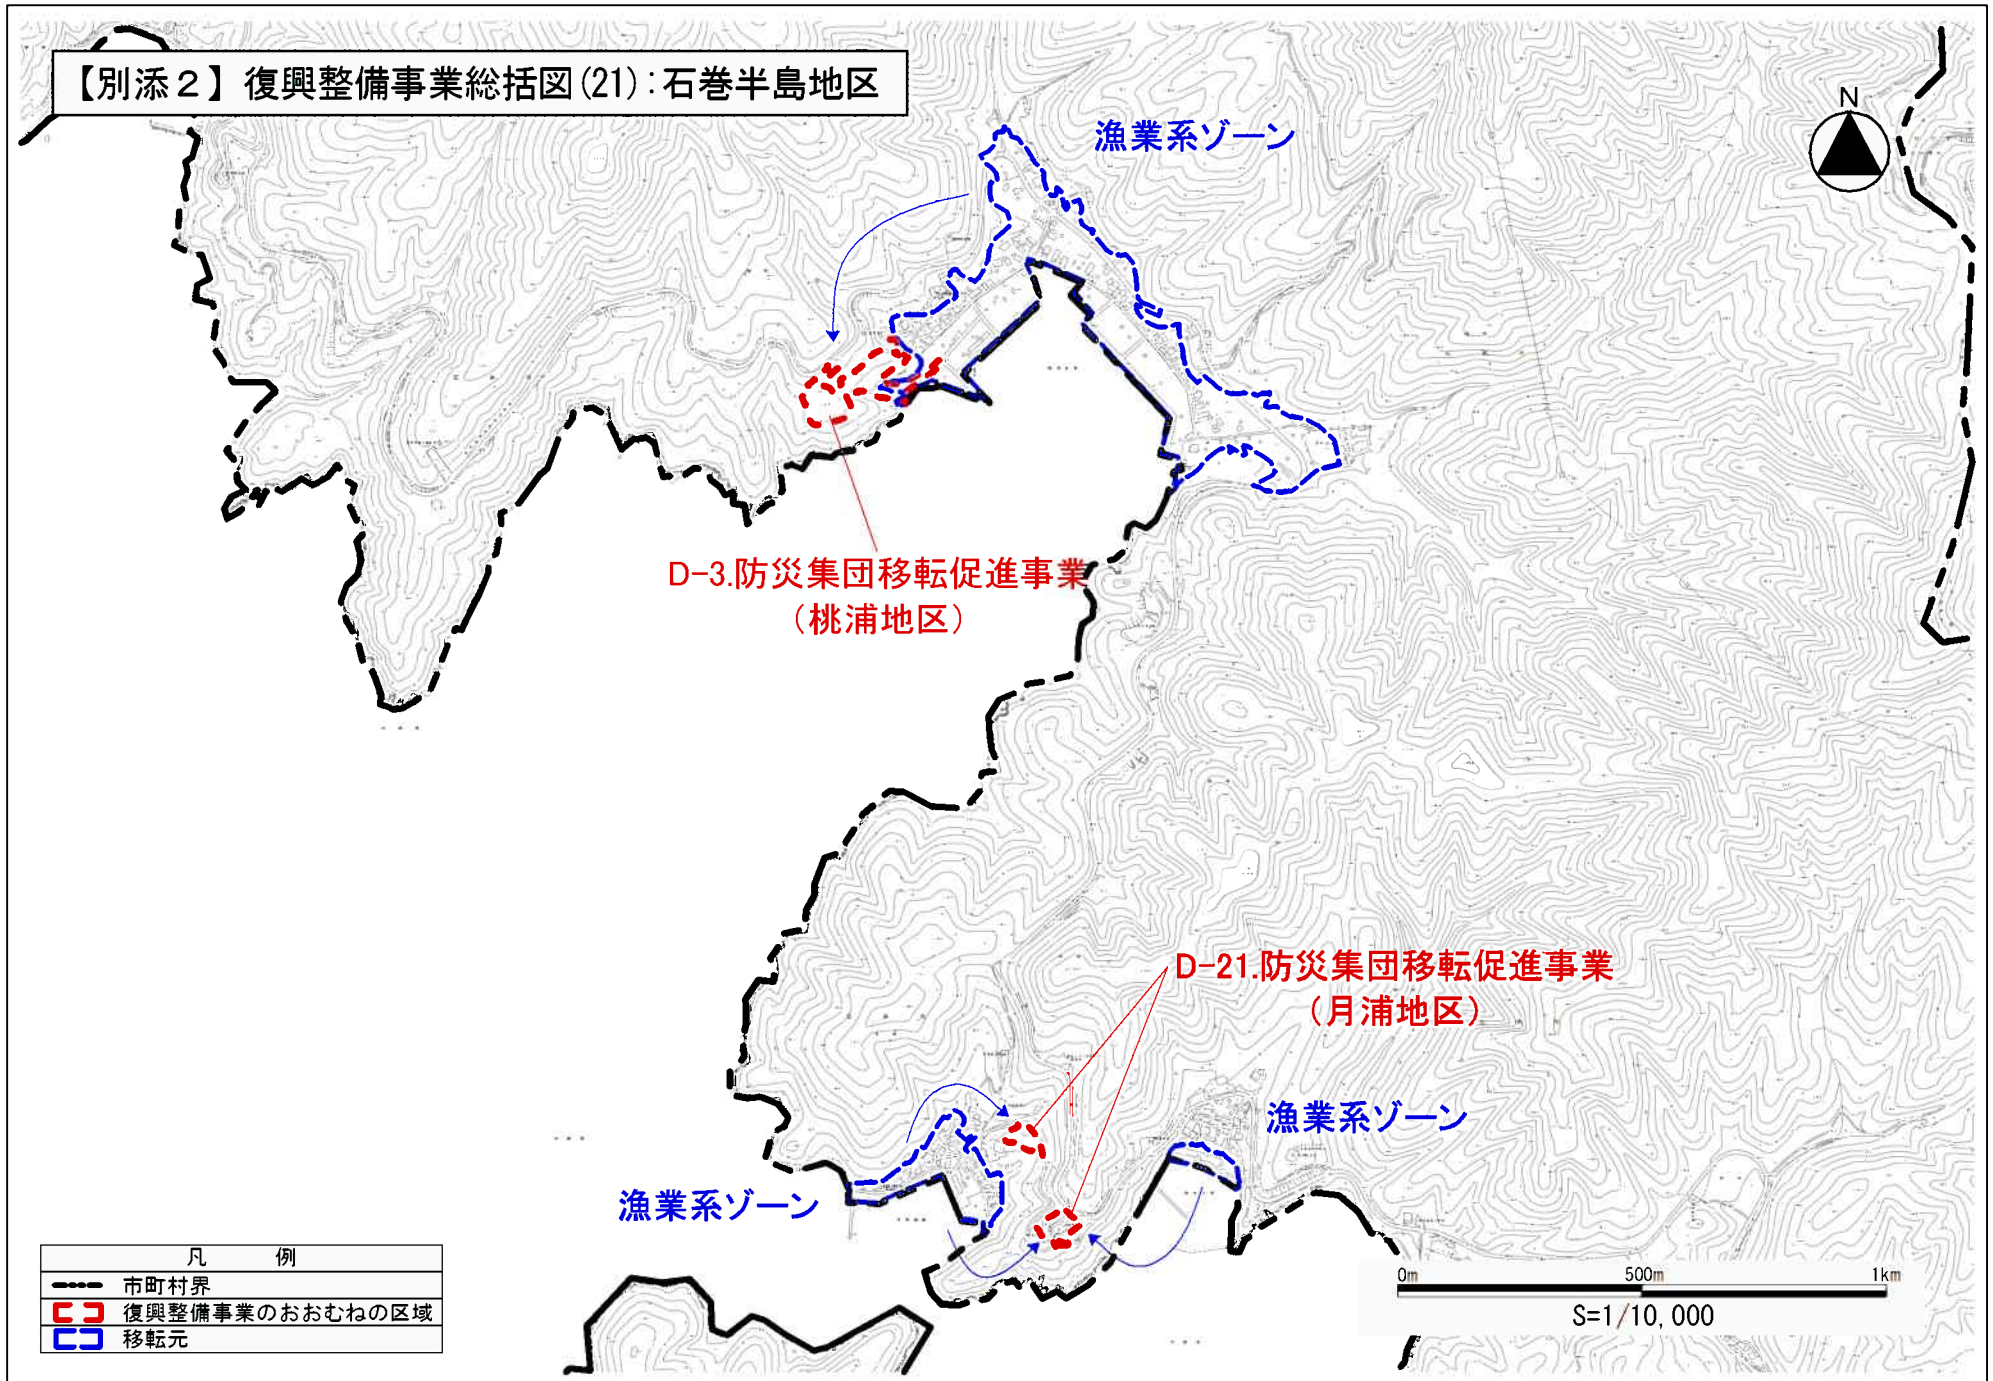 【別添２】復興整備事業総括図(21):石巻半島地区
N
漁業系ゾーン
D-3.防災集団移転促進事業
（桃浦地区）
D-21.防災集団移転促進事業
（月浦地区）
漁業系ゾーン
漁業系ゾーン
凡　例
市町村界
復興整備事業のおおむねの区域
移転元
0m 500m 1km
S=1/10,000